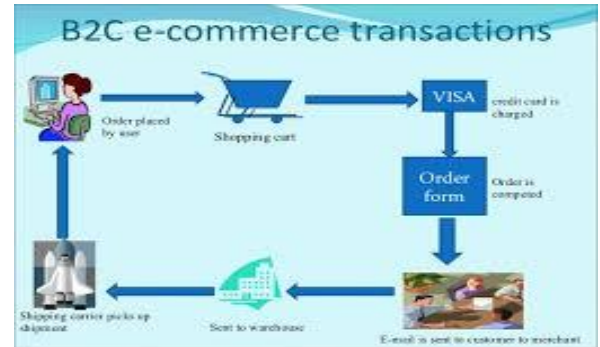 B2C e-commerce transactions
Order placed
by user
Shopping cart
VISA
credit card is
charged
Order
form
Order is
competed
Shipping carrier picks up
shipment
Sent to warehouse
E-mail is sent to customer to merchant